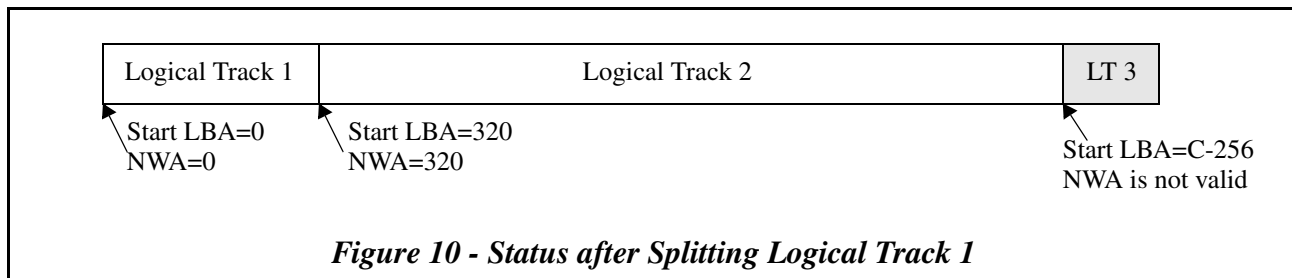 Logical Track 1
Logical Track 2
LT 3
Start LBA=0
NWA=0
Start LBA=320
NWA=320
Start LBA=C-256
NWA is not valid
Figure 10 - Status after Splitting Logical Track 1